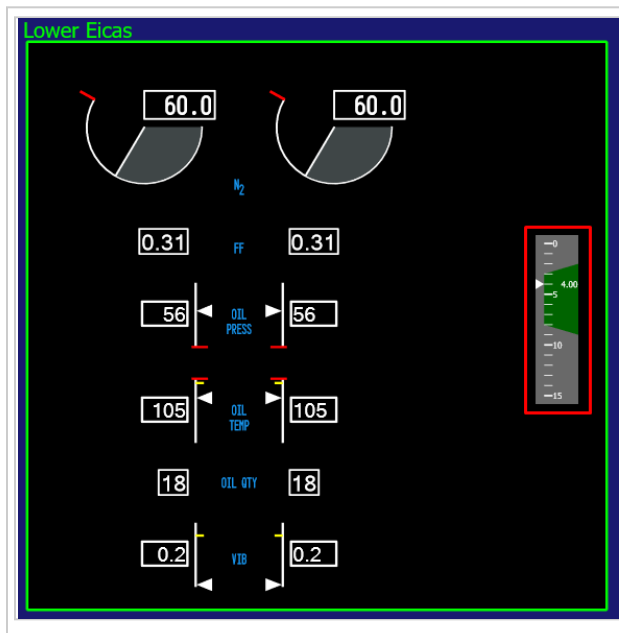 Lower Eicas
60.0 60.0
N2
0.31 FF 0.31
0
4.00
5
10
15
56 OIL PRESS 56
105 OIL TEMP 105
18 OIL QTY 18
0.2 VIB 0.2